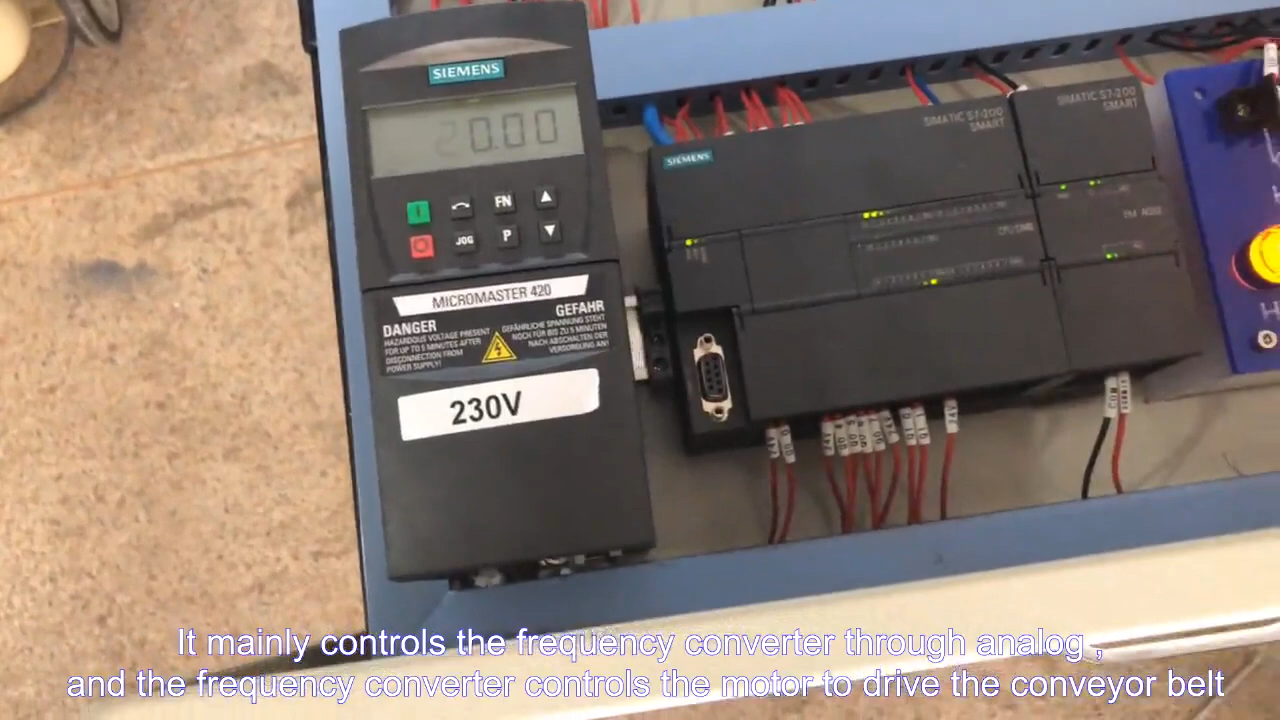 SIEMENS
0.00
FN
JOG
P
MICROMASTER 420
DANGER
HAZARDOUS VOLTAGE PRESENT
FOR UP TO 5 MINUTES AFTER
DISCONNECTION FROM
POWER SUPPLY!
GEFAHR
GEFÄHRLICHE SPANNUNG STEHT
NOCH FÜR BIS ZU 5 MINUTEN
NACH ABSCHALTEN DER
VERSORGUNG AN!
230V
SIEMENS
SIMATIC S7-200
SMART
SIMATIC S7-200
SMART
24V
COM
It mainly controls the frequency converter through analog ,
and the frequency converter controls the motor to drive the conveyor belt